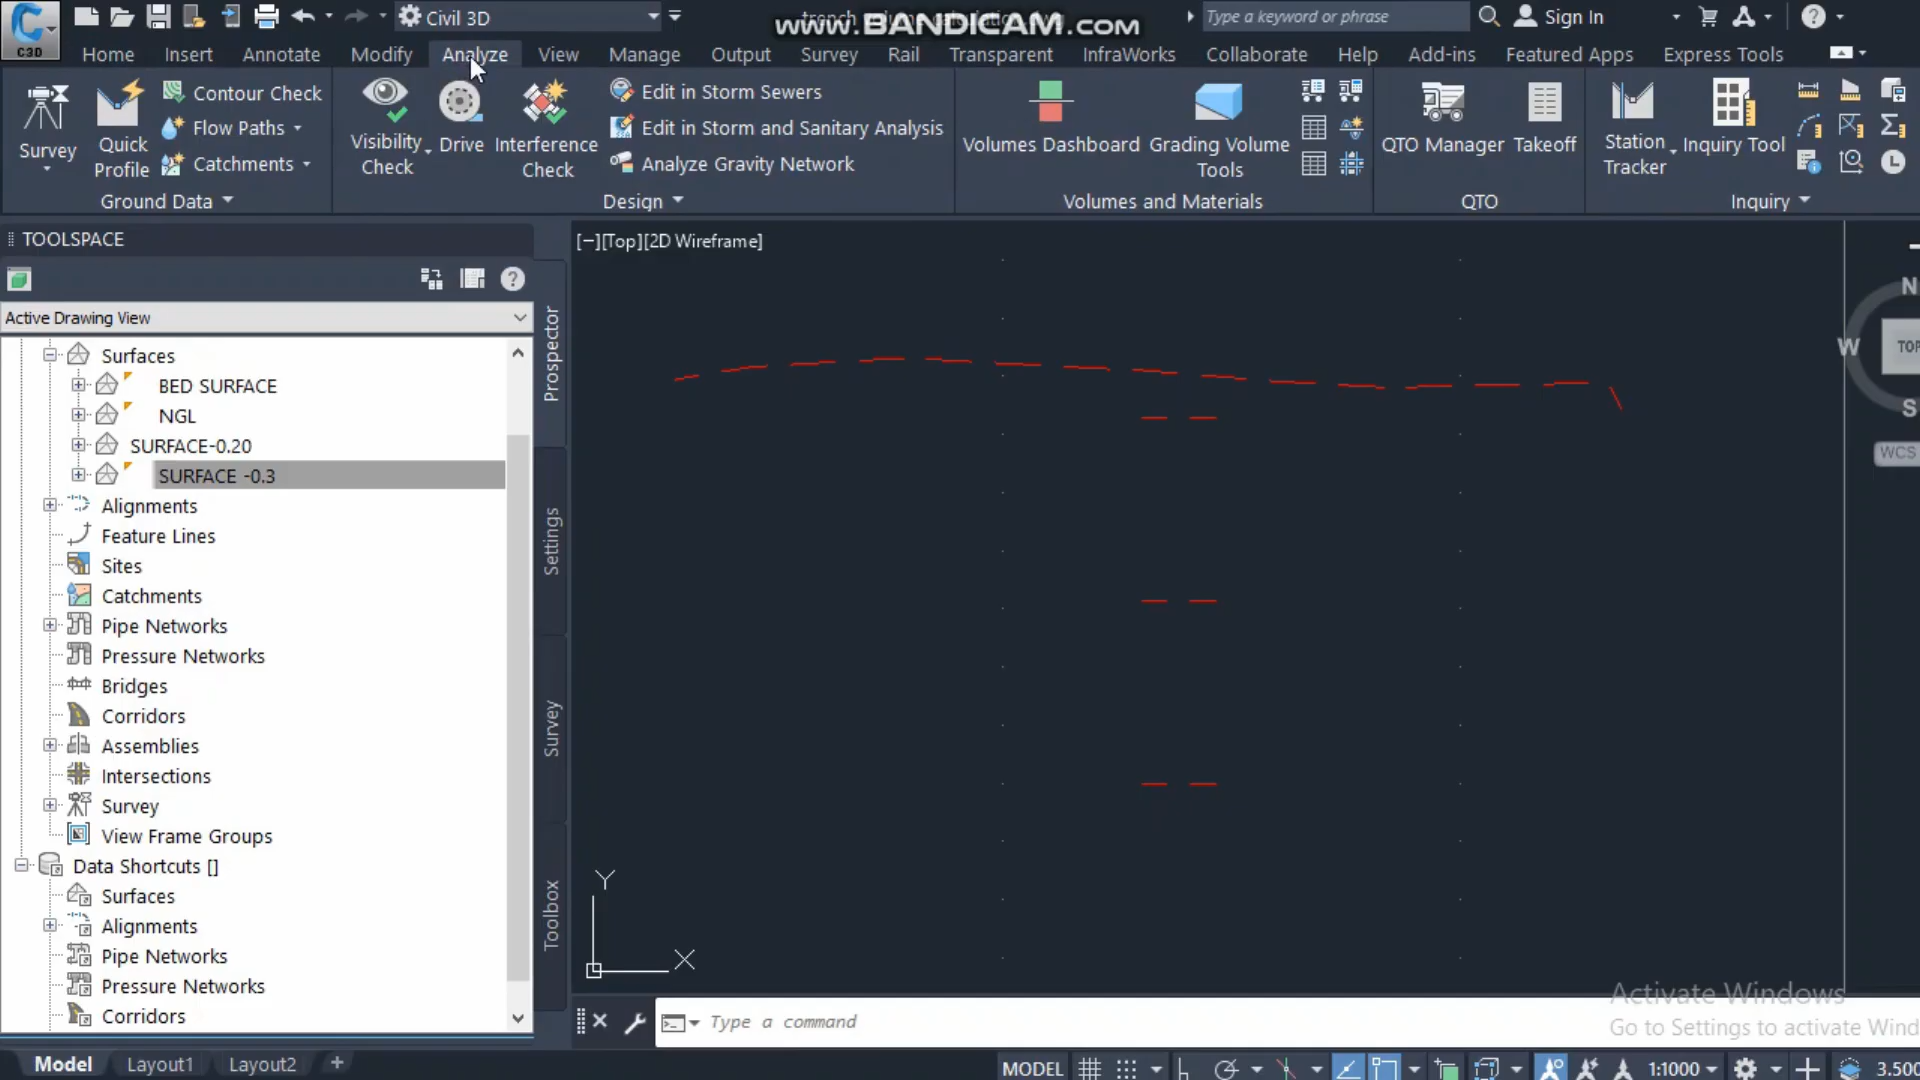 Civil 3D
www.BANDICAM.com
Type a keyword or phrase
Sign In
C3D
Home Insert Annotate Modify Analyze View Manage Output Survey Rail Transparent InfraWorks Collaborate Help Add-ins Featured Apps Express Tools
Survey
Quick Profile
Contour Check
Flow Paths
Catchments
Ground Data
Visibility Check
Drive
Interference Check
Edit in Storm Sewers
Edit in Storm and Sanitary Analysis
Analyze Gravity Network
Design
Volumes Dashboard
Grading Volume Tools
Volumes and Materials
QTO Manager
Takeoff
QTO
Station Tracker
Inquiry Tool
Inquiry
TOOLSPACE
Active Drawing View
Surfaces
BED SURFACE
NGL
SURFACE-0.20
SURFACE -0.3
Alignments
Feature Lines
Sites
Catchments
Pipe Networks
Pressure Networks
Bridges
Corridors
Assemblies
Intersections
Survey
View Frame Groups
Data Shortcuts []
Surfaces
Alignments
Pipe Networks
Pressure Networks
Corridors
Prospector
Settings
Survey
Toolbox
[−][Top][2D Wireframe]
N
W
TOP
S
WCS
Y
X
Activate Windows
Go to Settings to activate Wind
Type a command
Model Layout1 Layout2 +
MODEL
1:1000
3.500